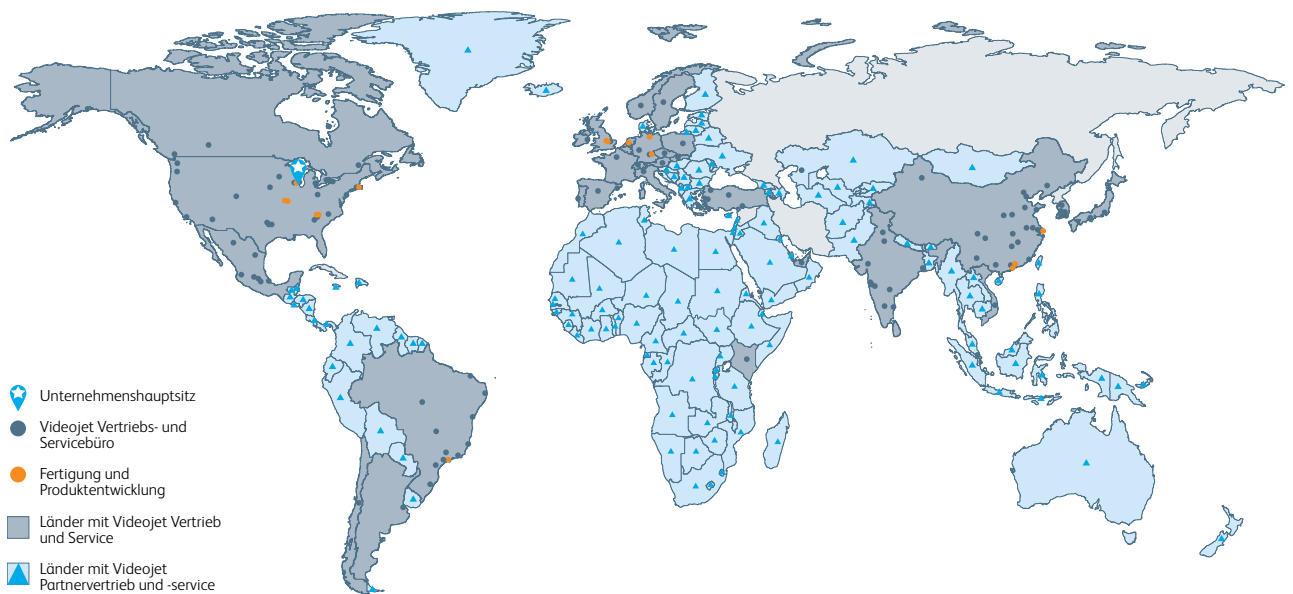 Unternehmenshauptsitz
Videojet Vertriebs- und
Servicebüro
Fertigung und
Produktentwicklung
Länder mit Videojet Vertrieb
und Service
Länder mit Videojet
Partnervertrieb und -service